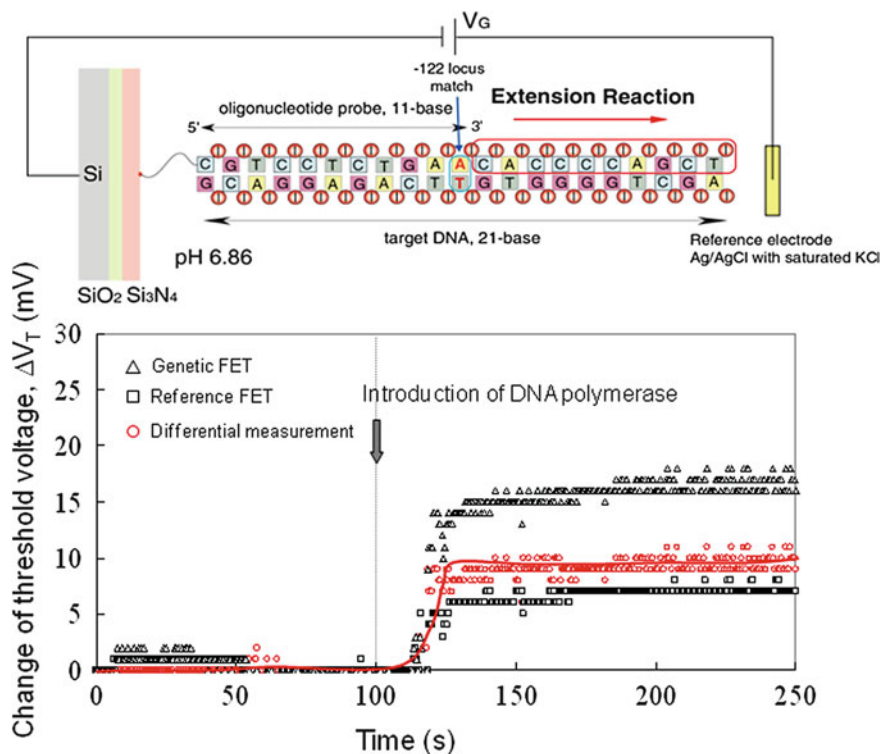 VG
-122 locus
match
oligonucleotide probe, 11-base
Extension Reaction
5'
3'
C G T C C T C T G A A C A C C C C A G C T
Si
G C A G G A G A C T T G T G G G G T C G A
target DNA, 21-base
pH 6.86
Reference electrode
Ag/AgCl with saturated KCl
SiO2 Si3N4
Change of threshold voltage, ΔVT (mV)
30
25
20
15
10
5
0
Genetic FET
Reference FET
Differential measurement
Introduction of DNA polymerase
0 50 100 150 200 250
Time (s)